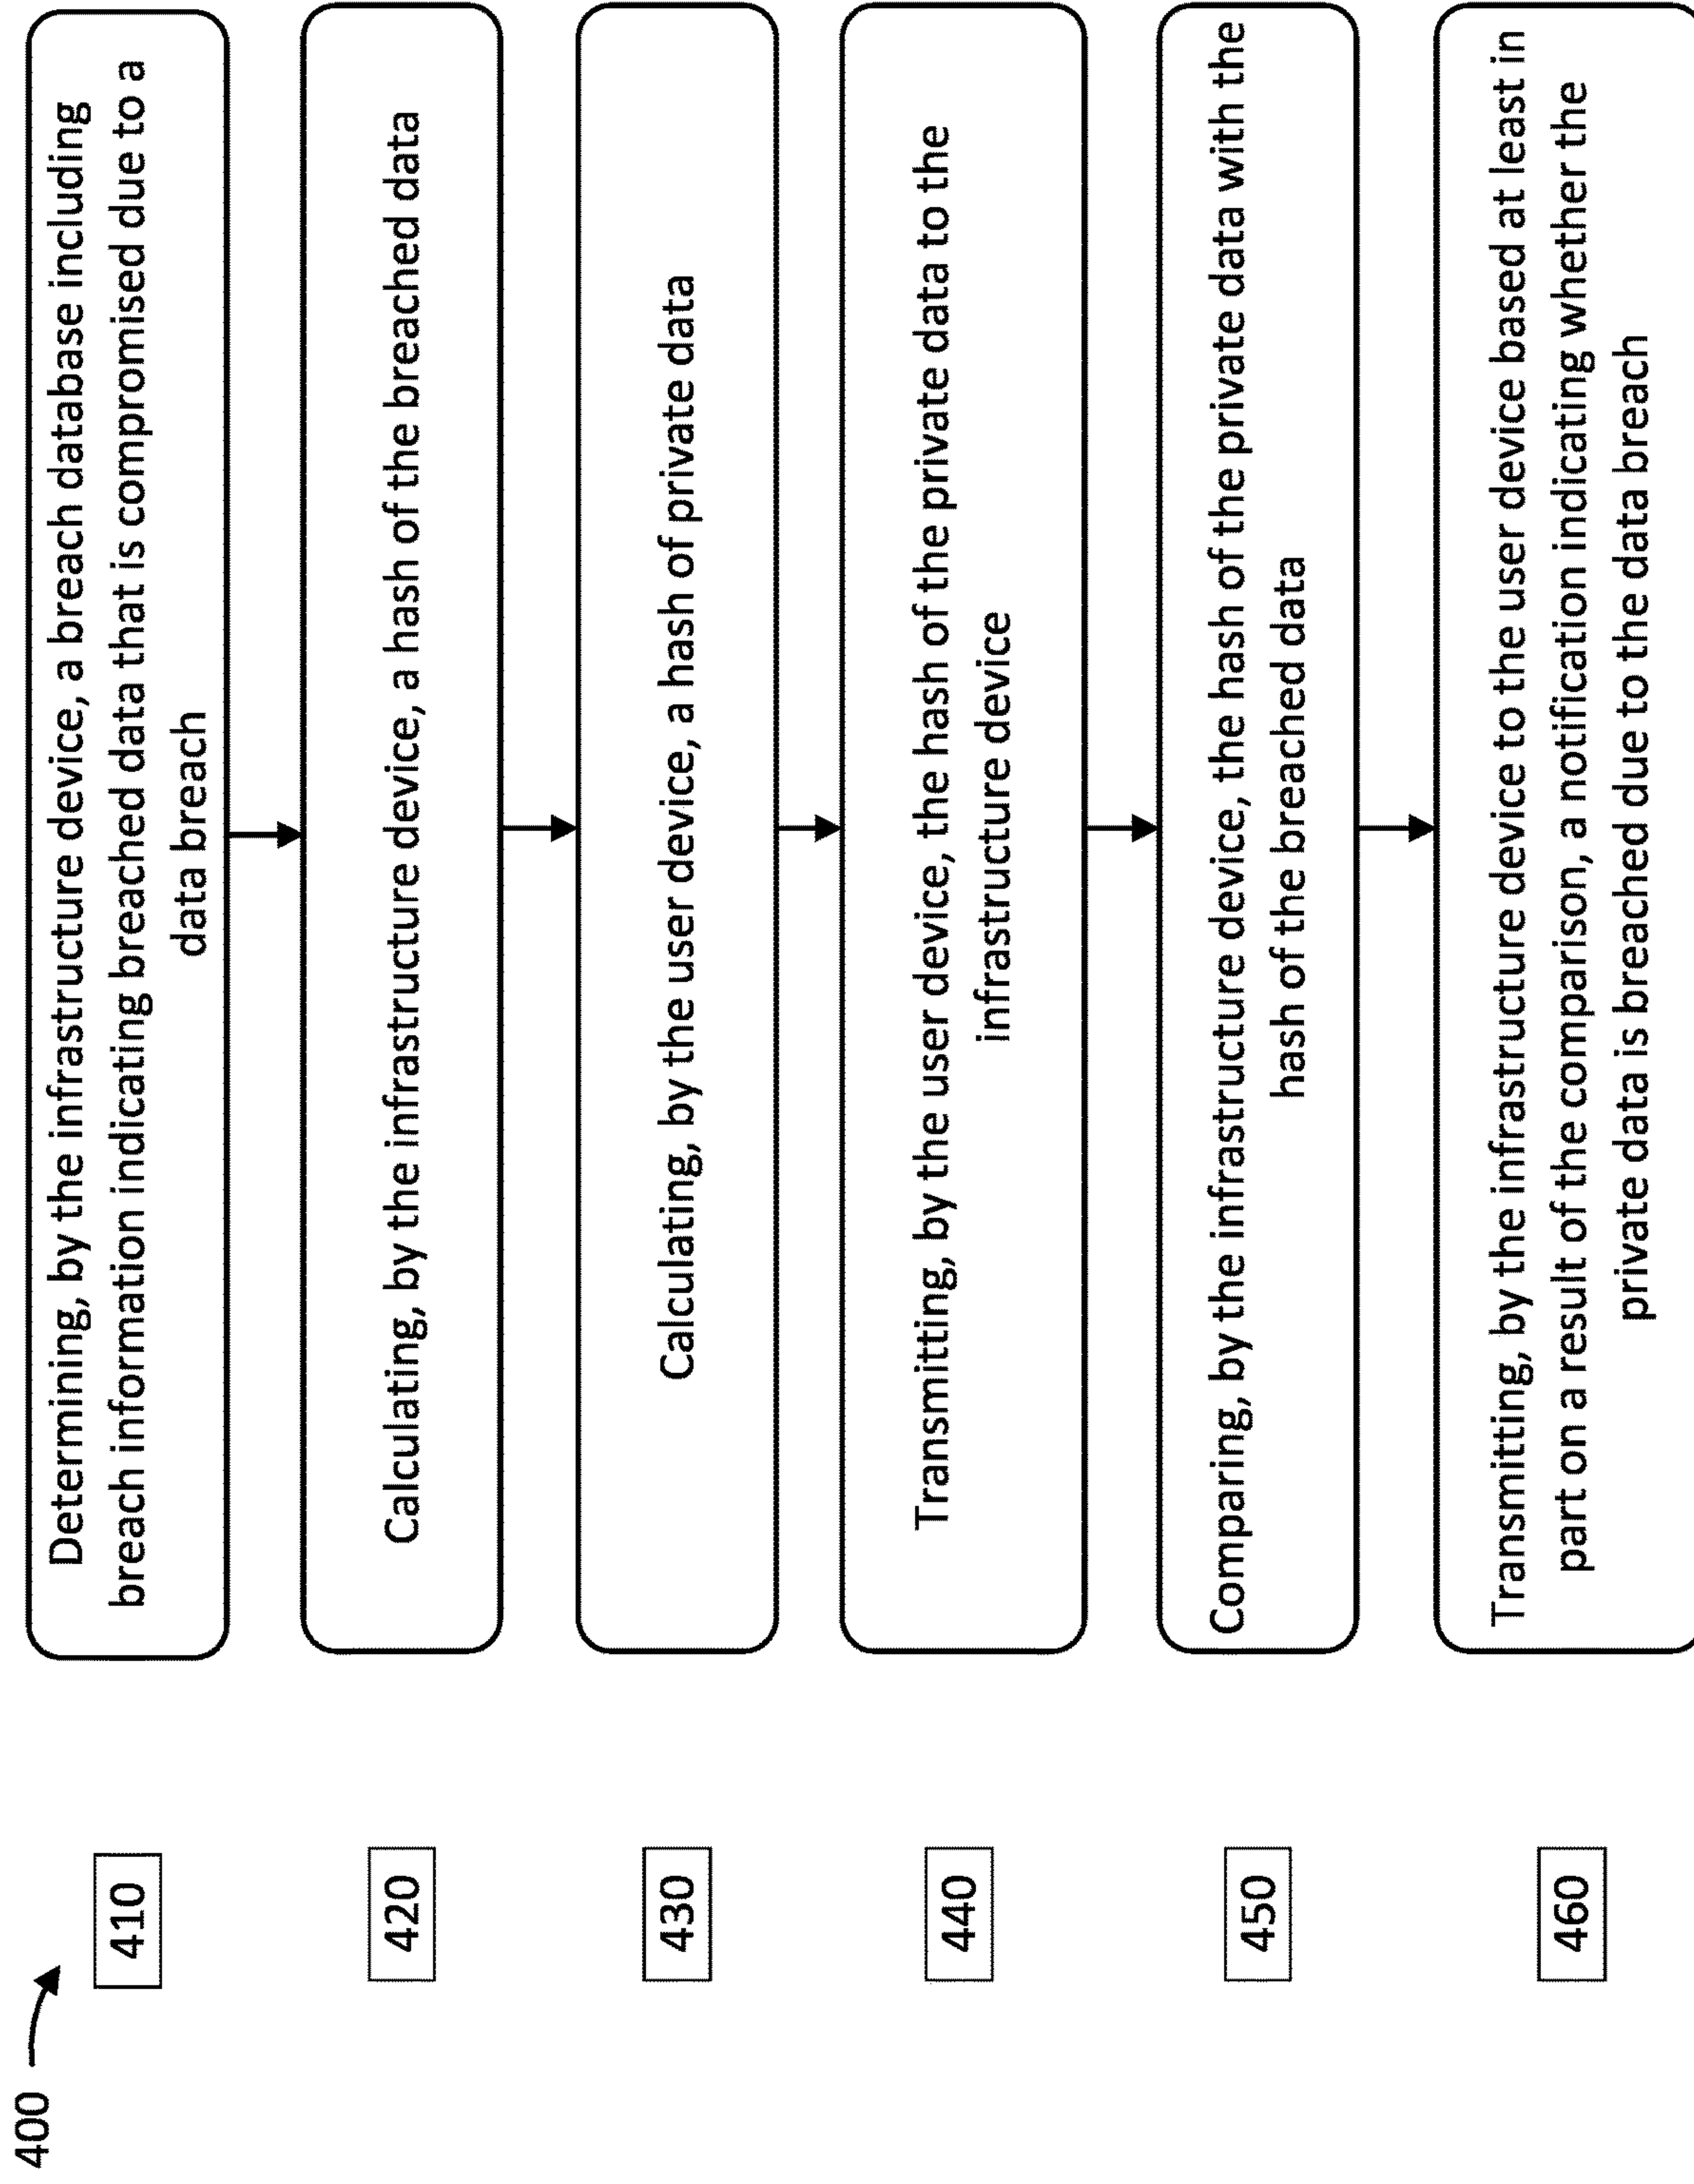 400
410
Determining, by the infrastructure device, a breach database including
breach information indicating breached data that is compromised due to a
data breach
420
Calculating, by the infrastructure device, a hash of the breached data
430
Calculating, by the user device, a hash of private data
440
Transmitting, by the user device, the hash of the private data to the
infrastructure device
450
Comparing, by the infrastructure device, the hash of the private data with the
hash of the breached data
460
Transmitting, by the infrastructure device to the user device based at least in
part on a result of the comparison, a notification indicating whether the
private data is breached due to the data breach